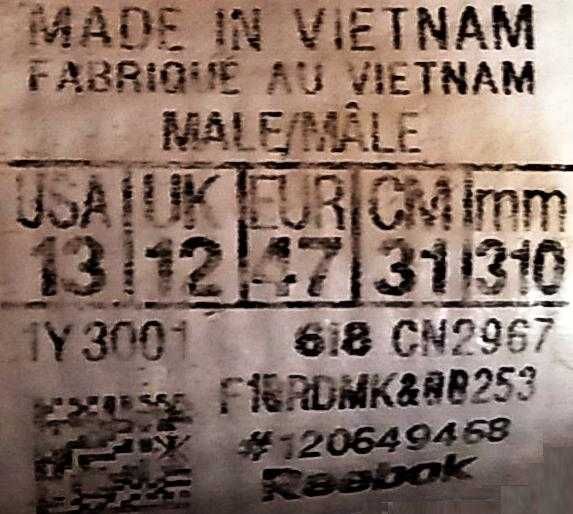 MADE IN VIETNAM
FABRIQUÉ AU VIETNAM
MALE/MÂLE
USA UK EUR CM mm
13 12 47 31 310
1Y3001 618 CN2967
#120649468
Reebok